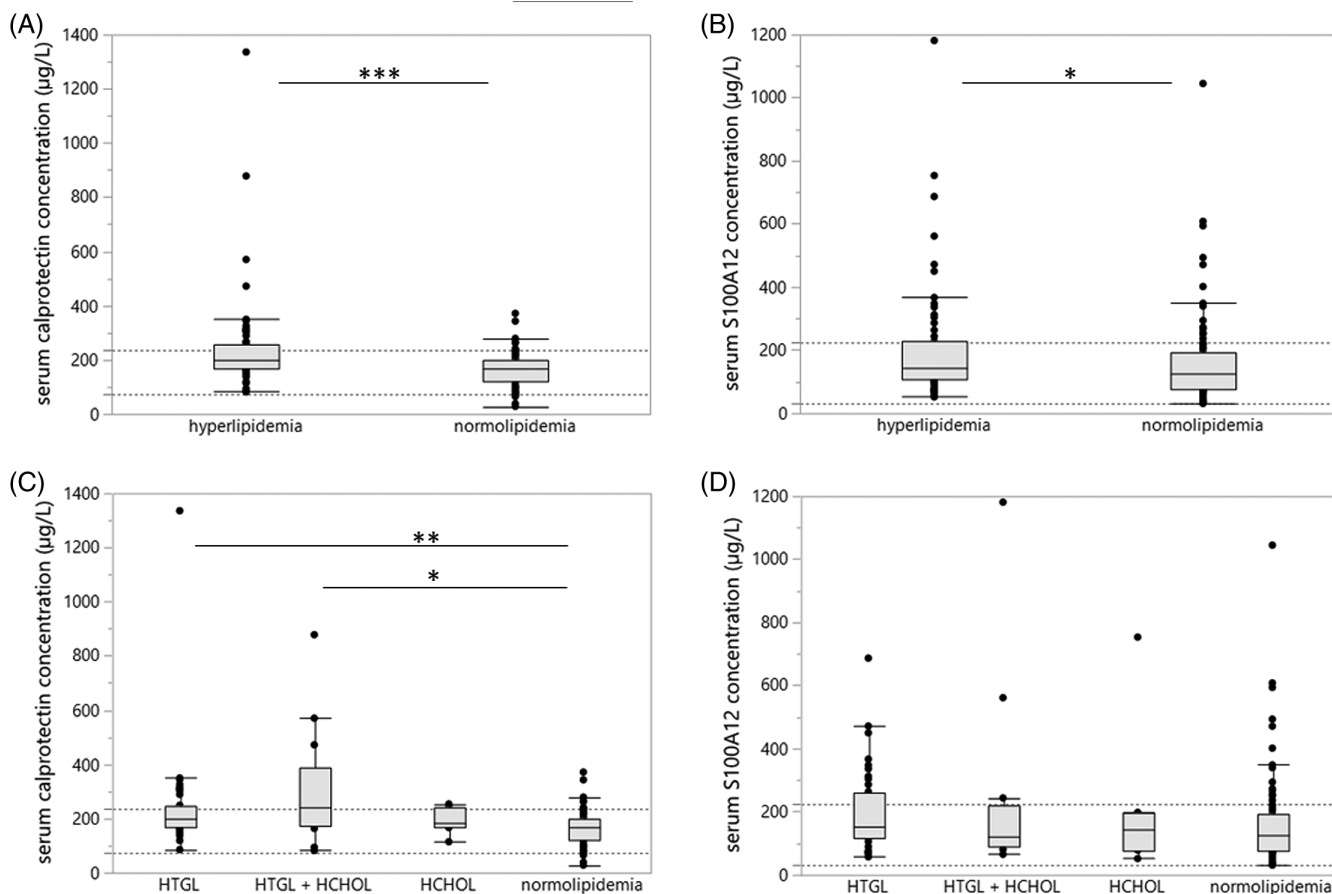 (A)
serum calprotectin concentration (µg/L)
1400
1200
1000
800
600
400
200
0
***
hyperlipidemia normolipidemia
(B)
serum S100A12 concentration (µg/L)
1200
1000
800
600
400
200
0
*
hyperlipidemia normolipidemia
(C)
serum calprotectin concentration (µg/L)
1400
1200
1000
800
600
400
200
0
**
*
HTGL HTGL + HCHOL HCHOL normolipidemia
(D)
serum S100A12 concentration (µg/L)
1200
1000
800
600
400
200
0
HTGL HTGL + HCHOL HCHOL normolipidemia